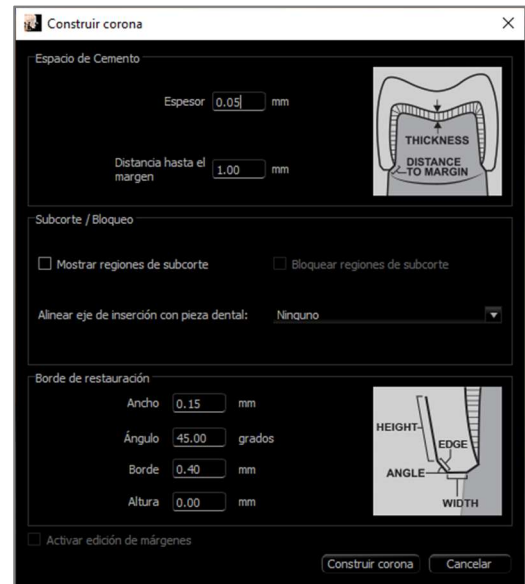 Construir corona
Espacio de Cemento
Espesor 0.05 mm
THICKNESS
DISTANCE
TO MARGIN
Distancia hasta el
margen 1.00 mm
Subcorte / Bloqueo
Mostrar regiones de subcorte Bloquear regiones de subcorte
Alinear eje de inserción con pieza dental: Ninguno
Borde de restauración
Ancho 0.15 mm
Ángulo 45.00 grados
Borde 0.40 mm
Altura 0.00 mm
HEIGHT
EDGE
ANGLE
WIDTH
Activar edición de márgenes
Construir corona Cancelar